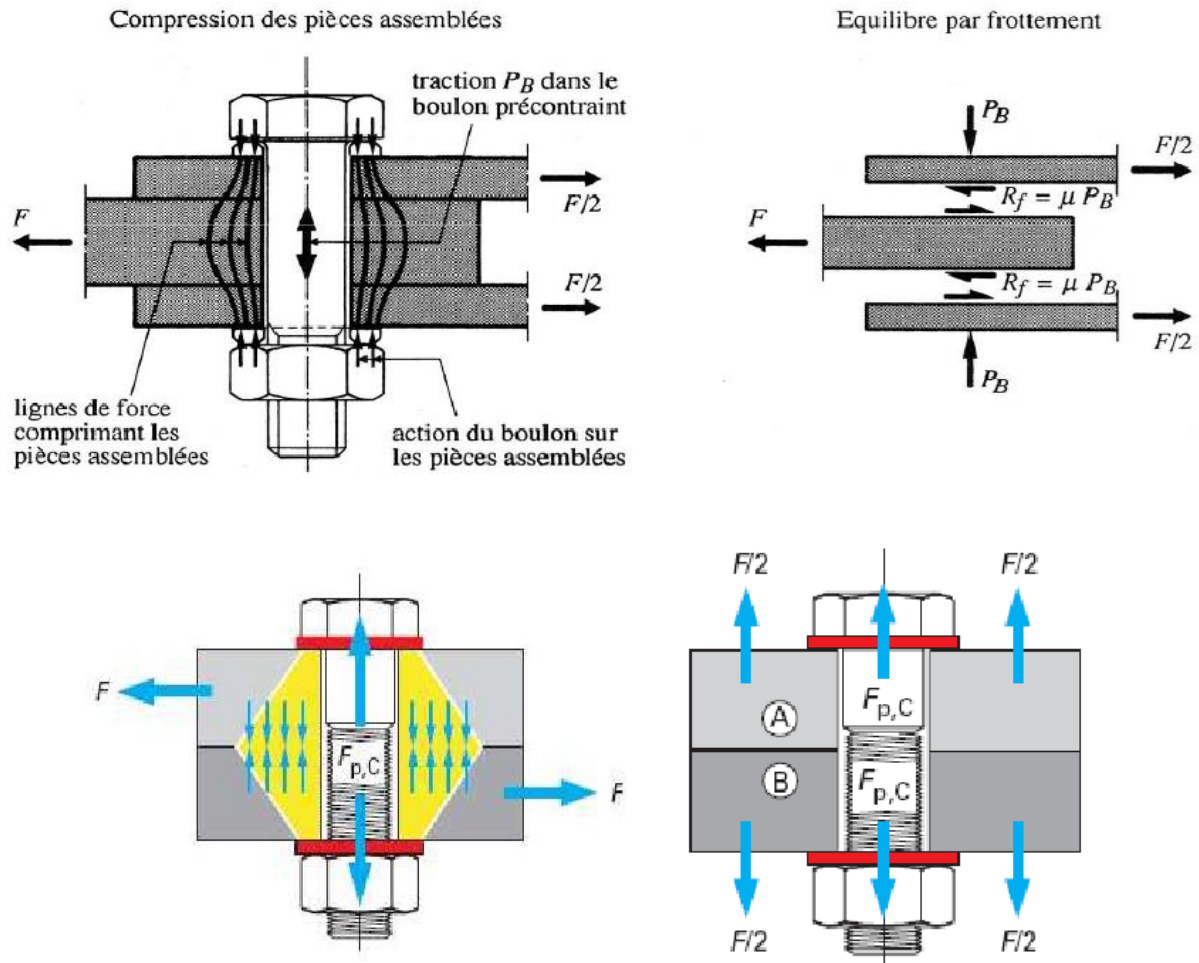 Compression des pièces assemblées
traction P_B dans le
boulon précontraint
F
F/2
F/2
lignes de force
comprimant les
pièces assemblées
action du boulon sur
les pièces assemblées
Equilibre par frottement
P_B
F/2
R_f = μ P_B
F
R_f = μ P_B
F/2
P_B
F
F_p,C
F
F/2
F/2
F_p,C
A
B
F_p,C
F/2
F/2